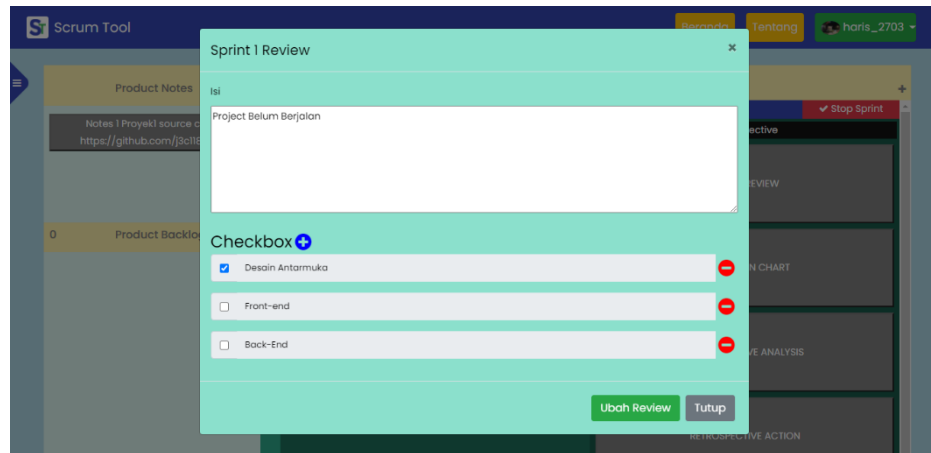 Scrum Tool
Beranda
Tentang
haris_2703
Sprint 1 Review
×
Product Notes
Isi
+
Project Belum Berjalan
Stop Sprint
Notes 1 Proyek1 source c
https://github.com/j3c118
ective
EVIEW
0
Product Backlo
Checkbox
Desain Antarmuka
N CHART
Front-end
Back-End
VE ANALYSIS
Ubah Review
Tutup
RETROSPECTIVE ACTION